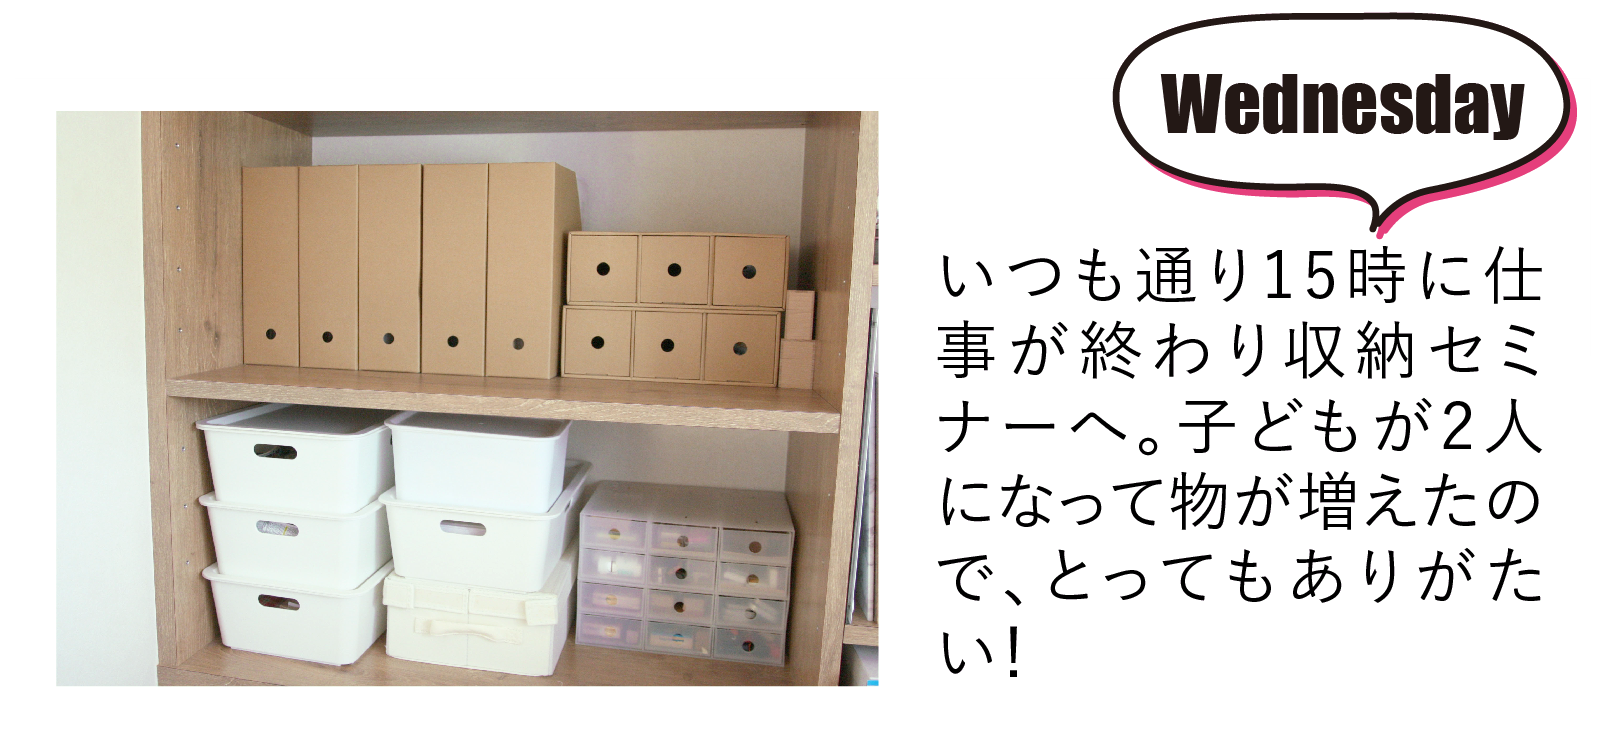 Wednesday
いつも通り15時に仕
事が終わり収納セミ
ナーへ。子どもが2人
になって物が増えたの
で、とってもありがた
い!